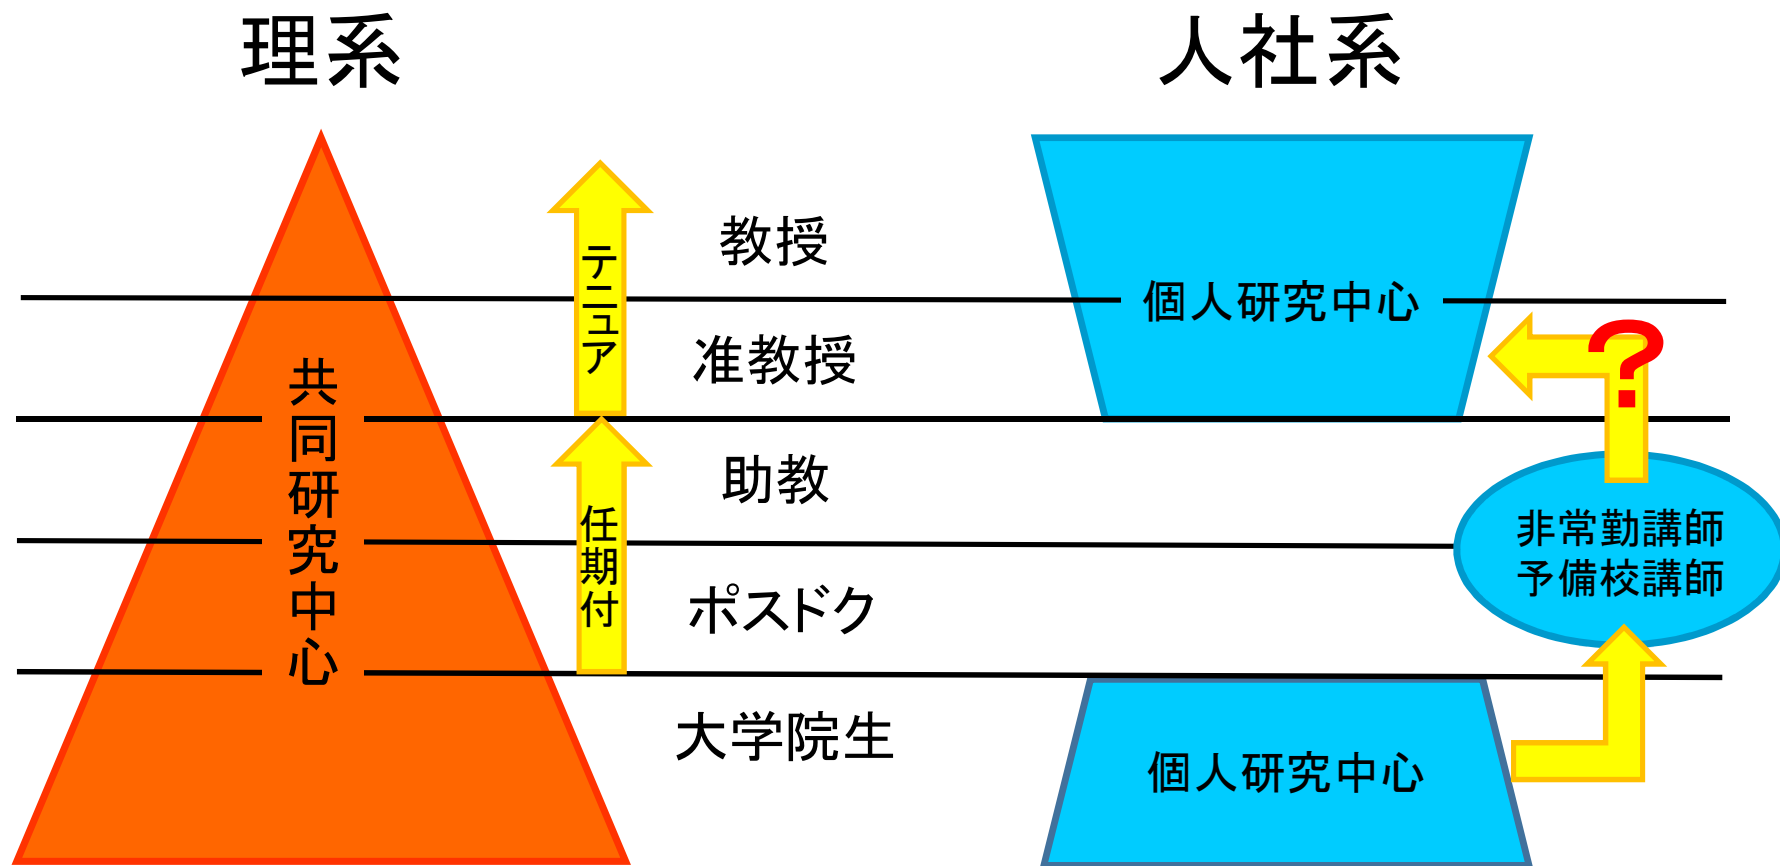 理系
人社系
教授
テニュア
個人研究中心
准教授
？
共同研究中心
助教
任期付
非常勤講師
予備校講師
ポスドク
大学院生
個人研究中心